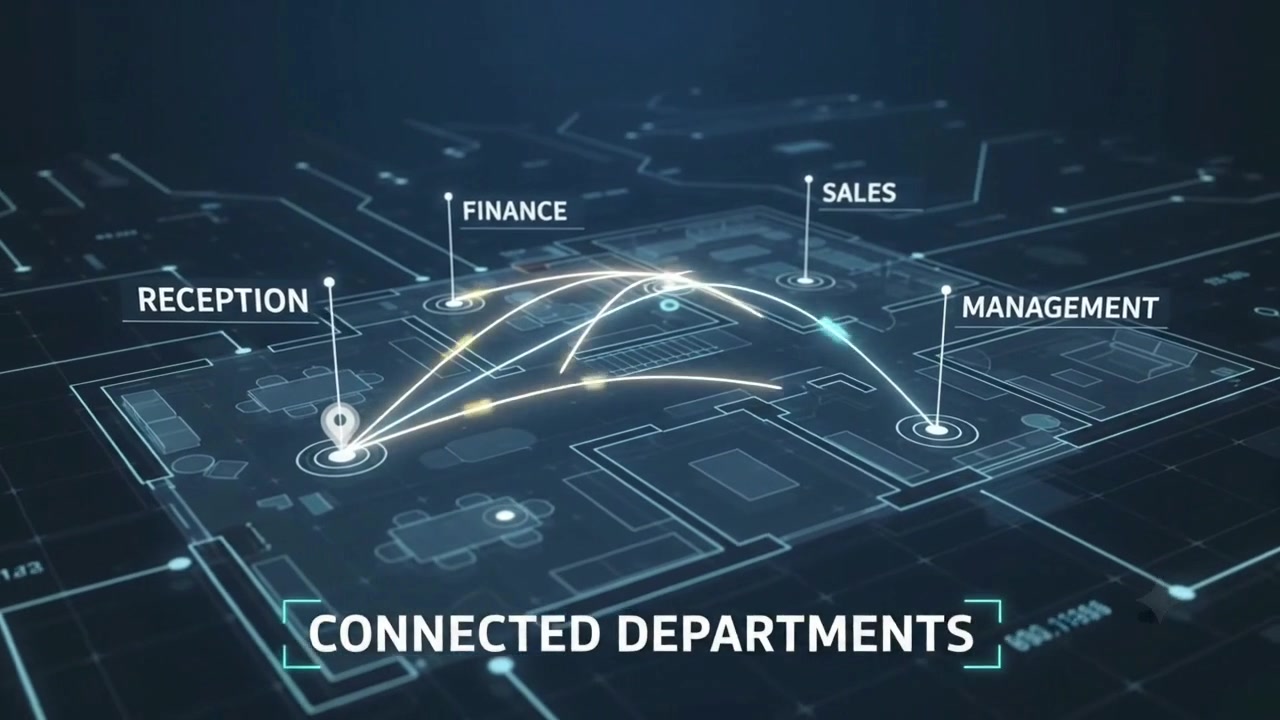 SALES
FINANCE
RECEPTION
MANAGEMENT
CONNECTED DEPARTMENTS